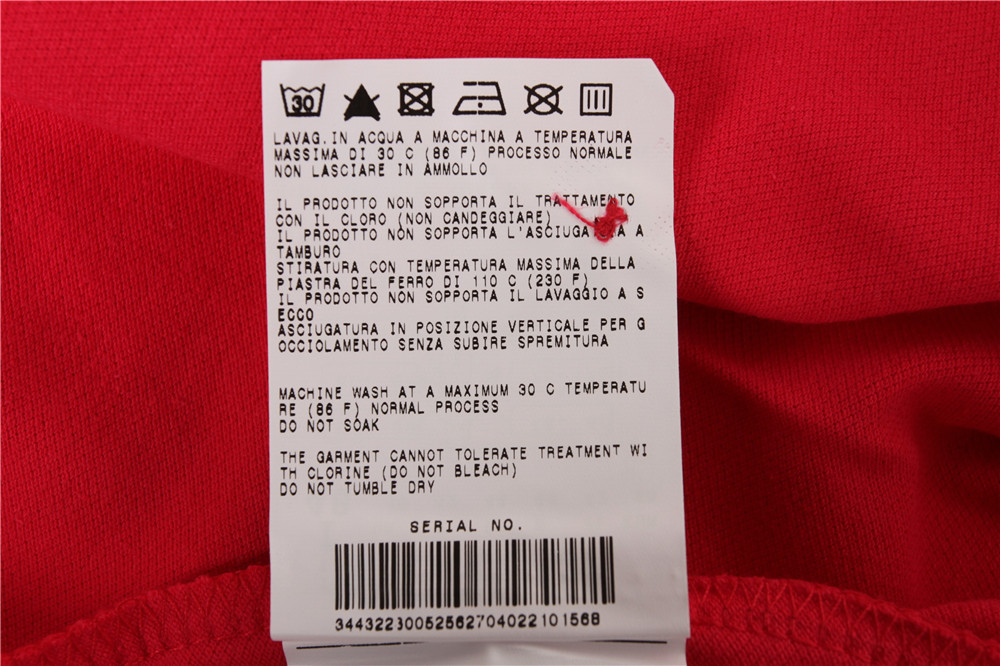 30
LAVAG.IN ACQUA A MACCHINA A TEMPERATURA
MASSIMA DI 30 C (86 F) PROCESSO NORMALE
NON LASCIARE IN AMMOLLO
IL PRODOTTO NON SUPPORTA IL TRATTAMENTO
CON IL CLORO (NON CANDEGGIARE)
IL PRODOTTO NON SOPPORTA L'ASCIUGA A
TAMBURO
STIRATURA CON TEMPERATURA MASSIMA DELLA
PIASTRA DEL FERRO DI 110 C (230 F)
IL PRODOTTO NON SOPPORTA IL LAVAGGIO A S
ECCO
ASCIUGATURA IN POSIZIONE VERTICALE PER G
OCCIOLAMENTO SENZA SUBIRE SPREMITURA
MACHINE WASH AT A MAXIMUM 30 C TEMPERATU
RE (86 F) NORMAL PROCESS
DO NOT SOAK
THE GARMENT CANNOT TOLERATE TREATMENT WI
TH CLORINE (DO NOT BLEACH)
DO NOT TUMBLE DRY
SERIAL NO.
34432230052562704022101568